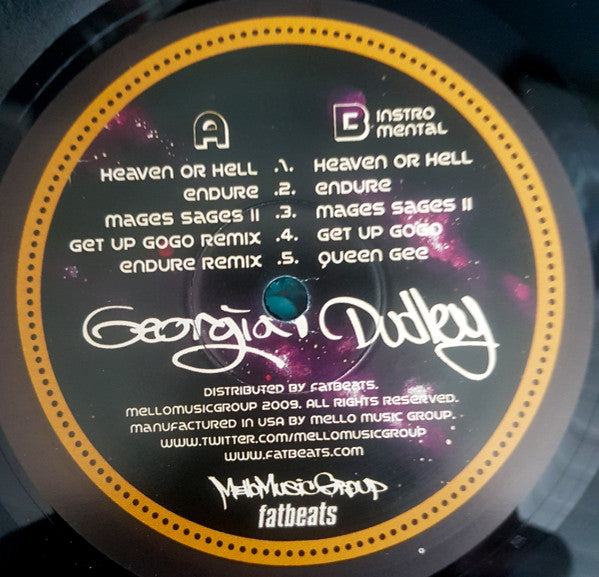 A B INSTRO MENTAL
HEAVEN OR HELL .1. HEAVEN OR HELL
ENDURE .2. ENDURE
MAGES SAGES II .3. MAGES SAGES II
GET UP GOGO REMIX .4. GET UP GOGO
ENDURE REMIX .5. QUEEN GEE
Georgia Dudley
DISTRIBUTED BY FATBEATS.
MELLOMUSICGROUP 2009. ALL RIGHTS RESERVED.
MANUFACTURED IN USA BY MELLO MUSIC GROUP.
WWW.TWITTER.COM/MELLOMUSICGROUP
WWW.FATBEATS.COM
MelloMusicGroup
fatbeats